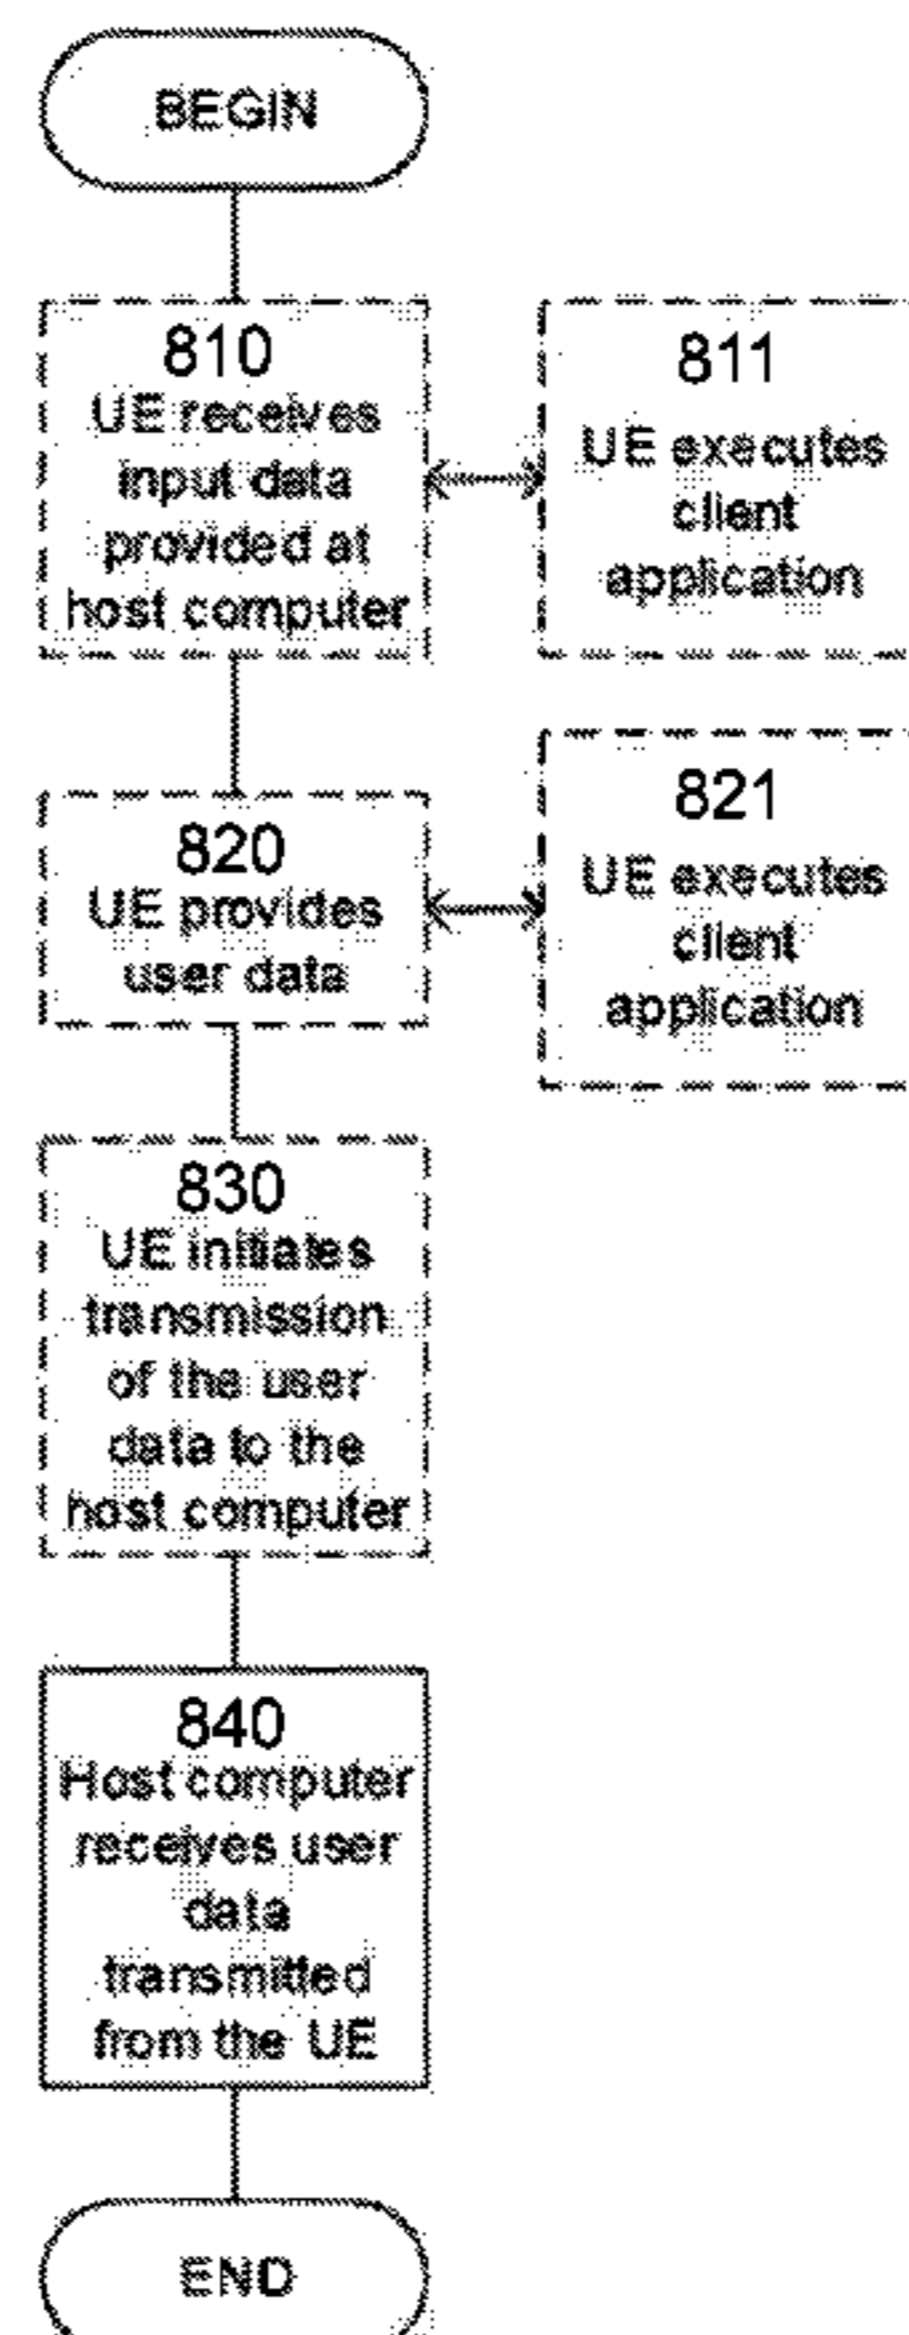 BEGIN
810
UE receives
input data
provided at
host computer
811
UE executes
client
application
820
UE provides
user data
821
UE executes
client
application
830
UE initiates
transmission
of the user
data to the
host computer
840
Host computer
receives user
data
transmitted
from the UE
END